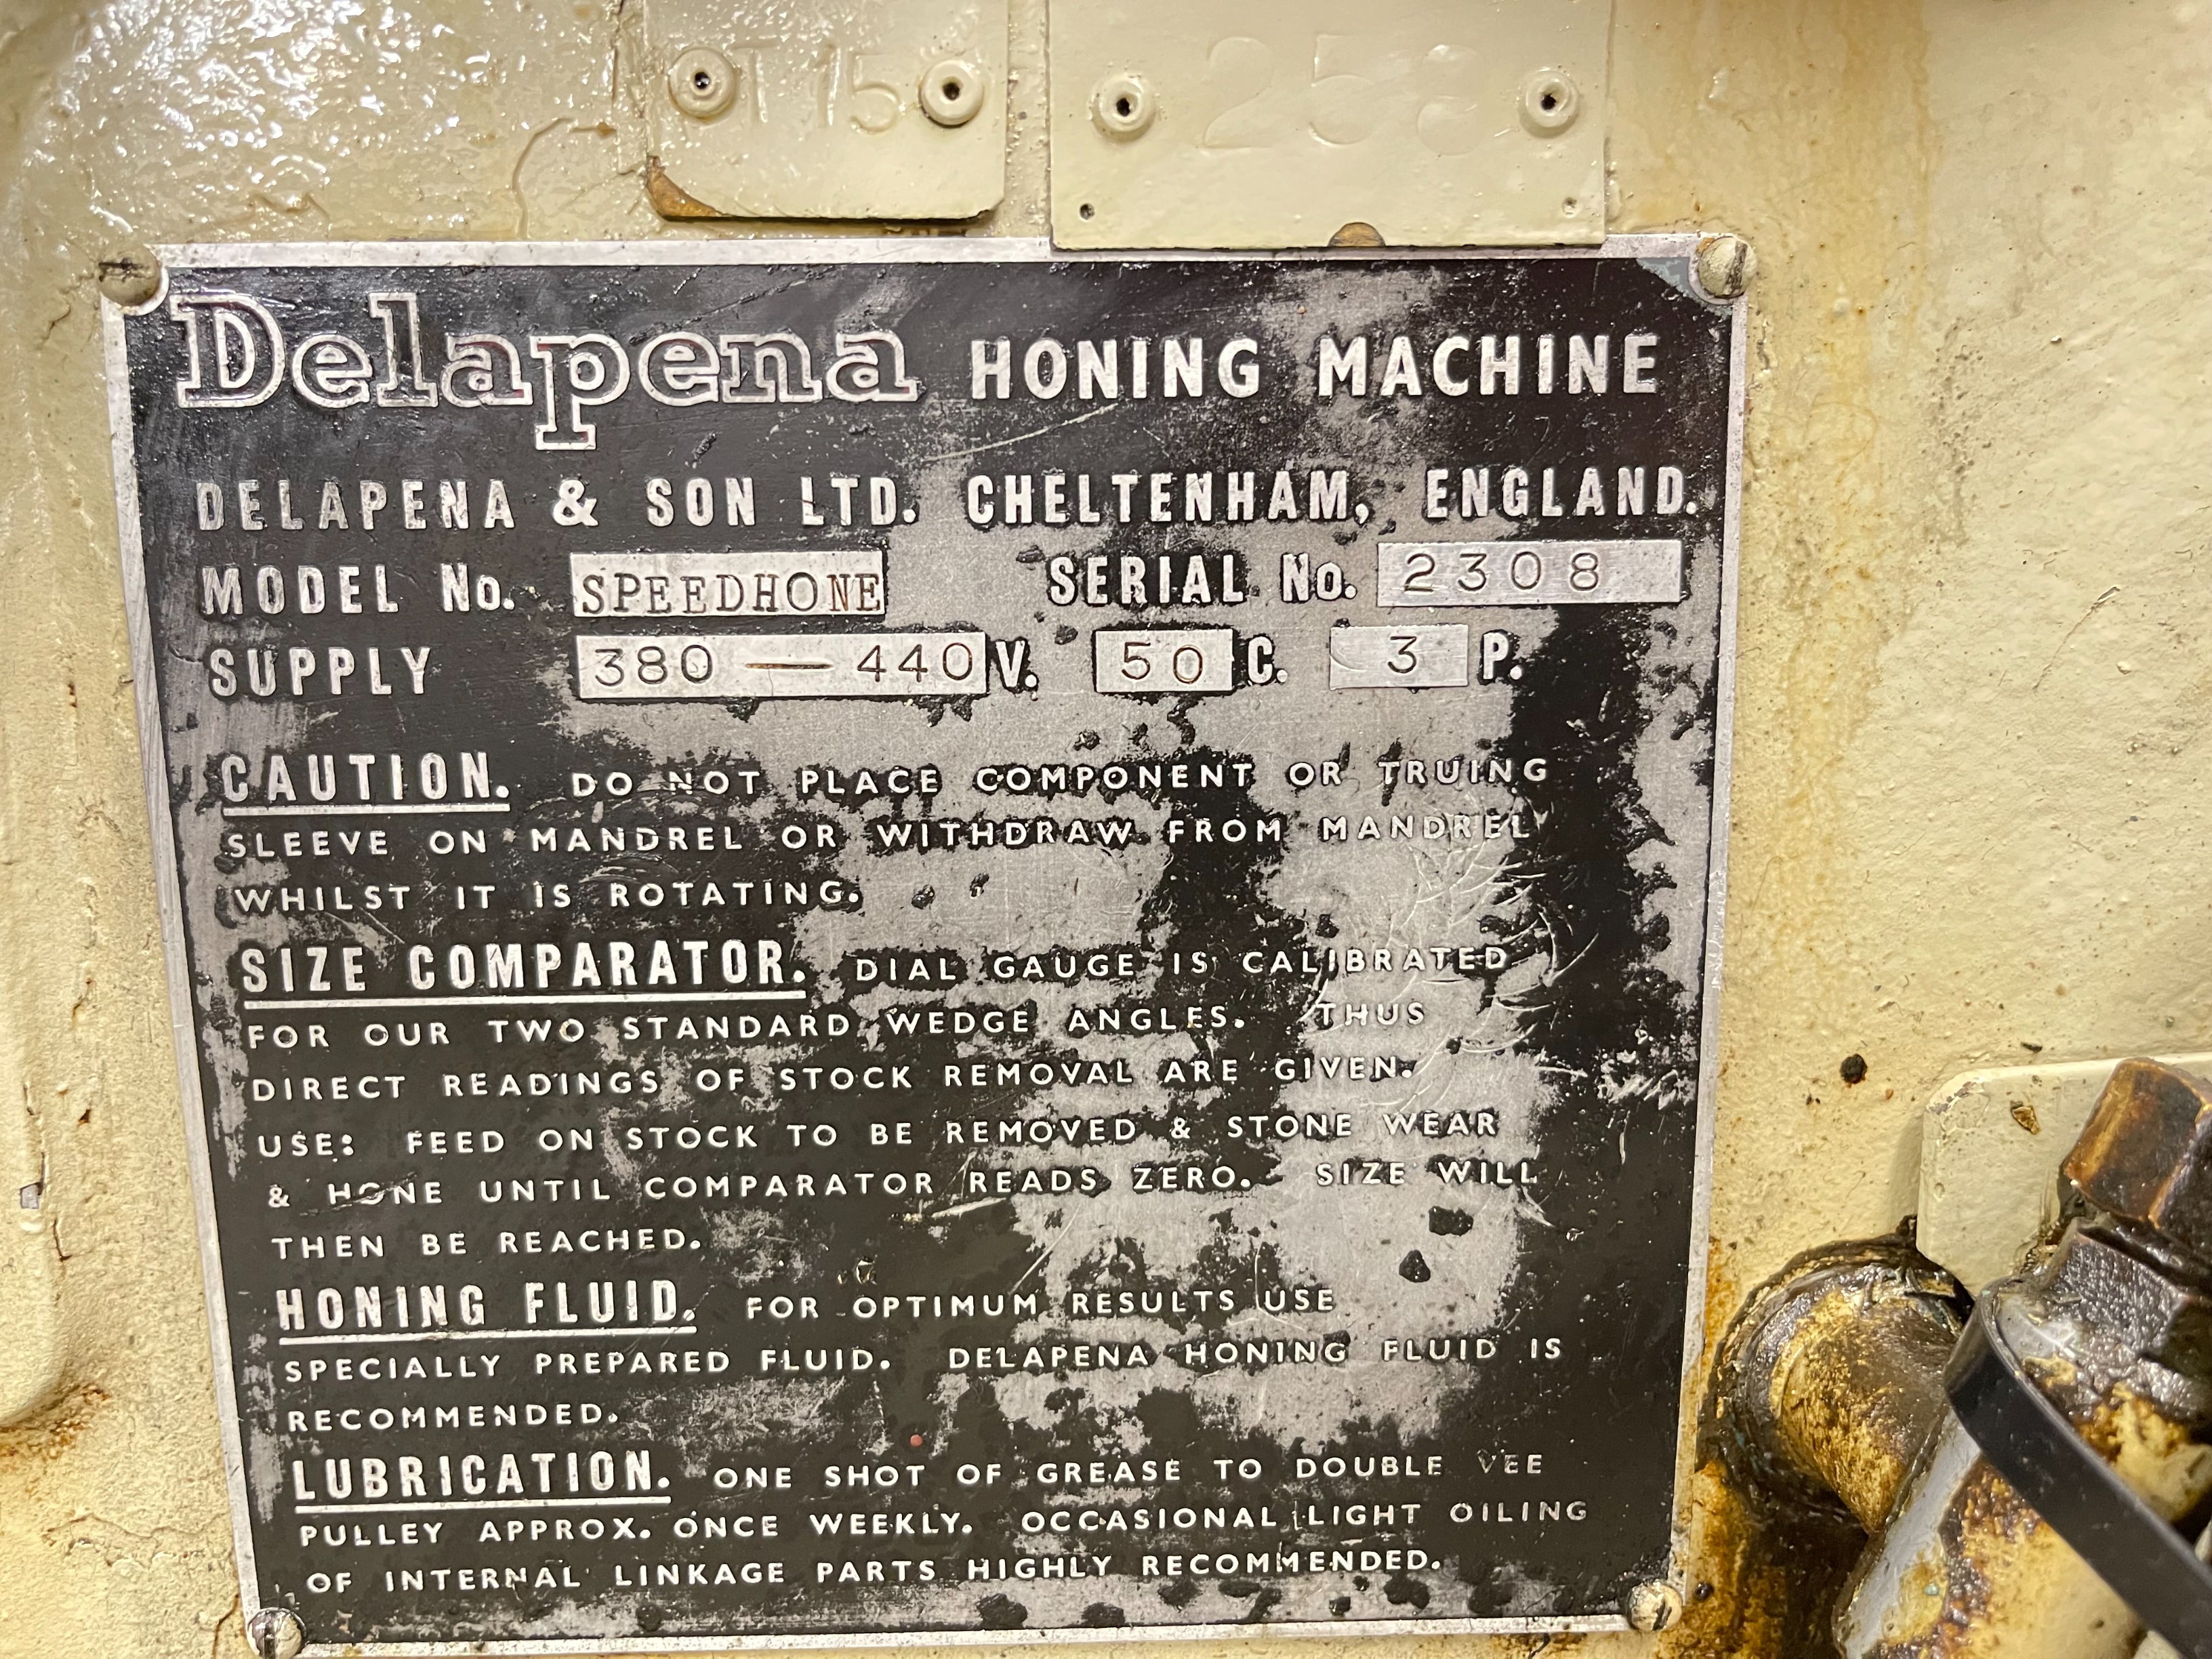 T15 258
Delapena HONING MACHINE
DELAPENA & SON LTD. CHELTENHAM, ENGLAND.
MODEL No. SPEEDHONE SERIAL No. 2308
SUPPLY 380 — 440 V. 50 C. 3 P.
CAUTION. DO NOT PLACE COMPONENT OR TRUING
SLEEVE ON MANDREL OR WITHDRAW FROM MANDREL
WHILST IT IS ROTATING.
SIZE COMPARATOR. DIAL GAUGE IS CALIBRATED
FOR OUR TWO STANDARD WEDGE ANGLES. THUS
DIRECT READINGS OF STOCK REMOVAL ARE GIVEN.
USE: FEED ON STOCK TO BE REMOVED & STONE WEAR
& HONE UNTIL COMPARATOR READS ZERO. SIZE WILL
THEN BE REACHED.
HONING FLUID. FOR OPTIMUM RESULTS USE
SPECIALLY PREPARED FLUID. DELAPENA HONING FLUID IS
RECOMMENDED.
LUBRICATION. ONE SHOT OF GREASE TO DOUBLE VEE
PULLEY APPROX. ONCE WEEKLY. OCCASIONAL LIGHT OILING
OF INTERNAL LINKAGE PARTS HIGHLY RECOMMENDED.